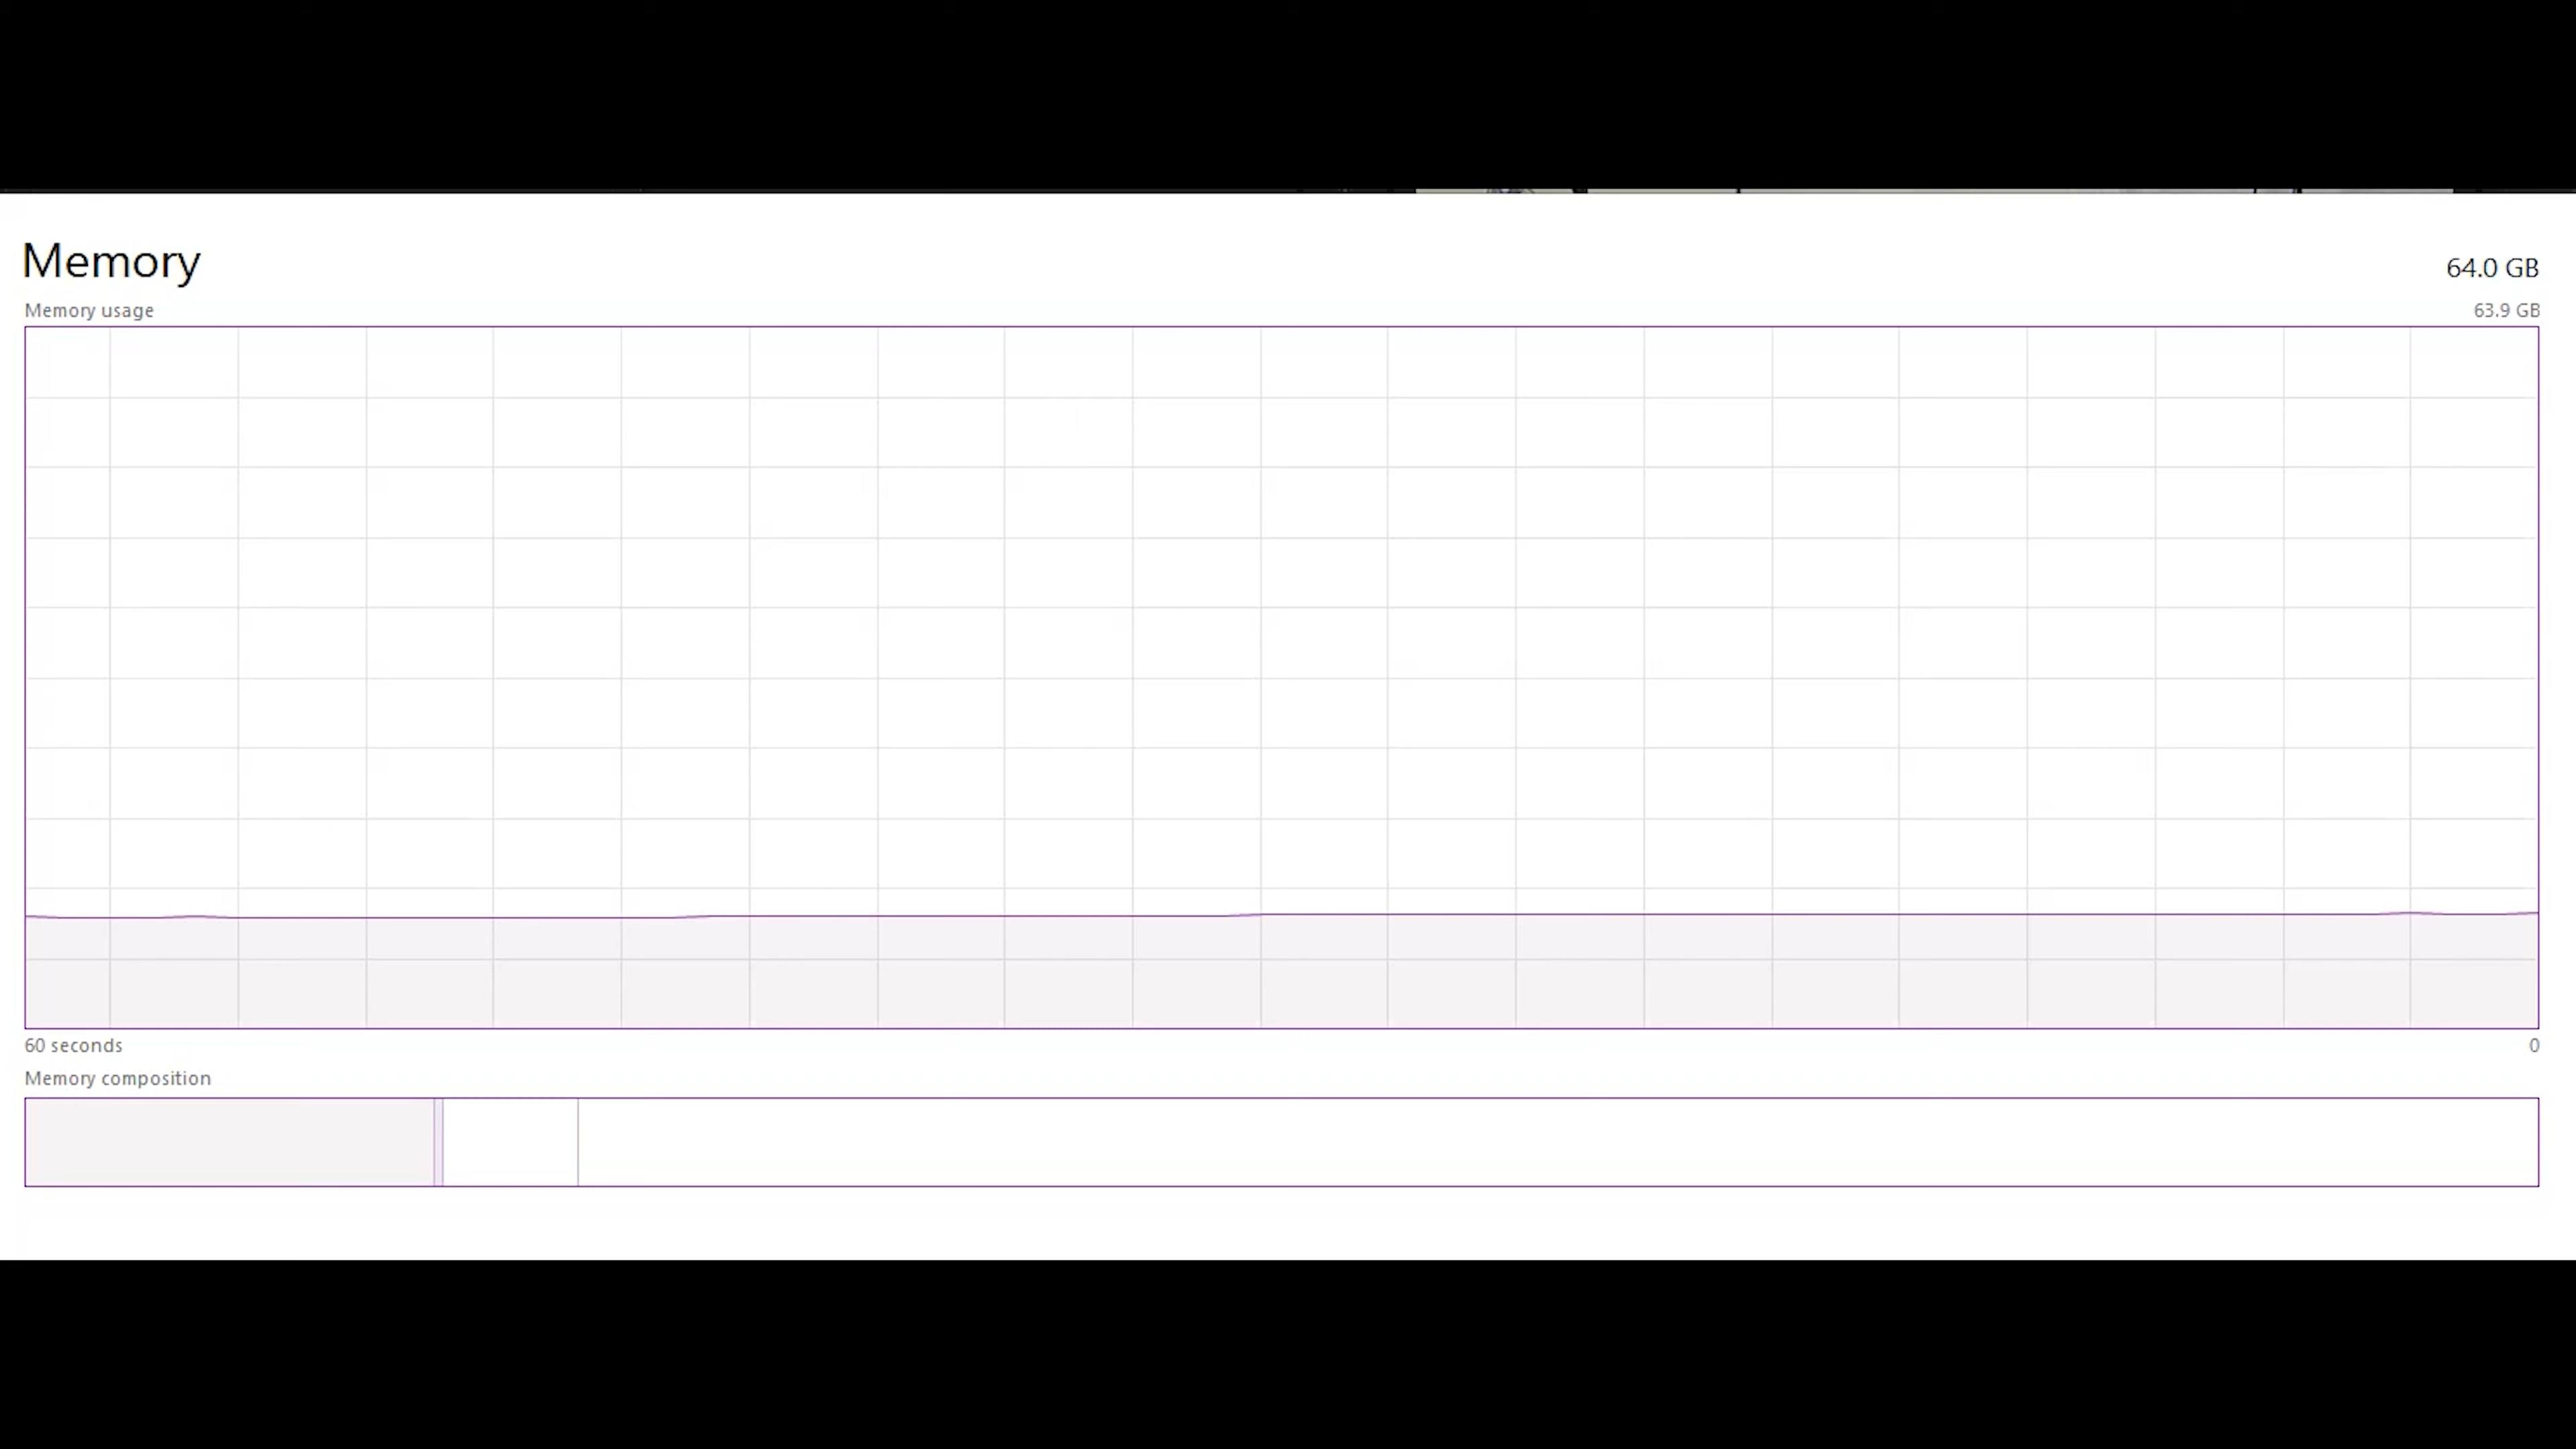 Memory
64.0 GB
Memory usage
63.9 GB
60 seconds
0
Memory composition